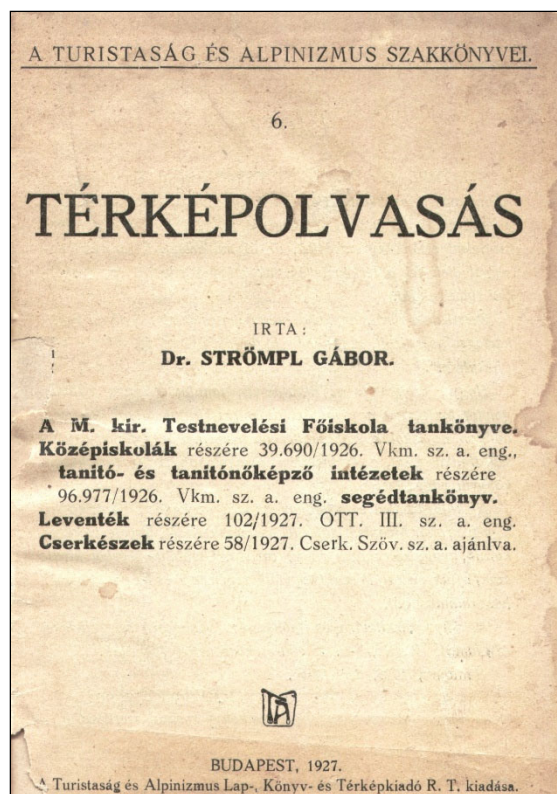 A TURISTASÁG ÉS ALPINIZMUS SZAKKÖNYVEI.
6.
TÉRKÉPOLVASÁS
IRTA:
Dr. STRÖMPL GÁBOR.
A M. kir. Testnevelési Főiskola tankönyve.
Középiskolák részére 39.690/1926. Vkm. sz. a. eng.,
tanitó- és tanitónőképző intézetek részére
96.977/1926. Vkm. sz. a. eng. segédtankönyv.
Leventék részére 102/1927. OTT. III. sz. a. eng.
Cserkészek részére 58/1927. Cserk. Szöv. sz. a. ajánlva.
BUDAPEST, 1927.
A Turistaság és Alpinizmus Lap-, Könyv- és Térképkiadó R. T. kiadása.